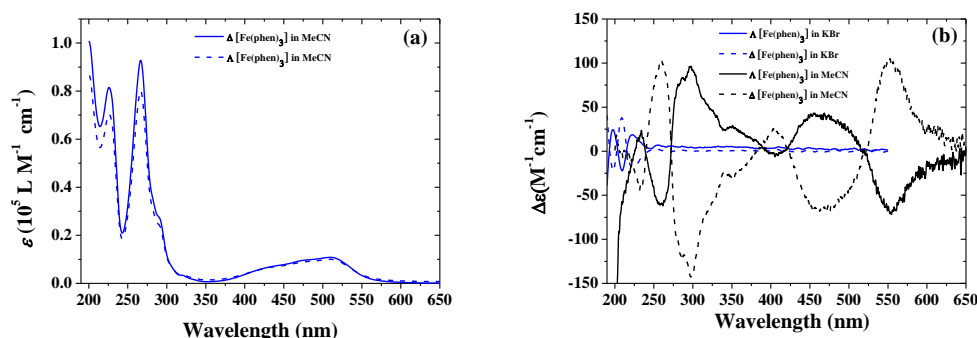 (a)
Δ [Fe(phen)3] in MeCN
Λ [Fe(phen)3] in MeCN
1.0
0.8
0.6
0.4
0.2
0.0
ε (10⁵ L M⁻¹ cm⁻¹)
200 250 300 350 400 450 500 550 600 650
Wavelength (nm)
(b)
Λ [Fe(phen)3] in KBr
Δ [Fe(phen)3] in KBr
Λ [Fe(phen)3] in MeCN
Δ [Fe(phen)3] in MeCN
150
100
50
0
-50
-100
-150
Δε(M⁻¹cm⁻¹)
200 250 300 350 400 450 500 550 600 650
Wavelength (nm)